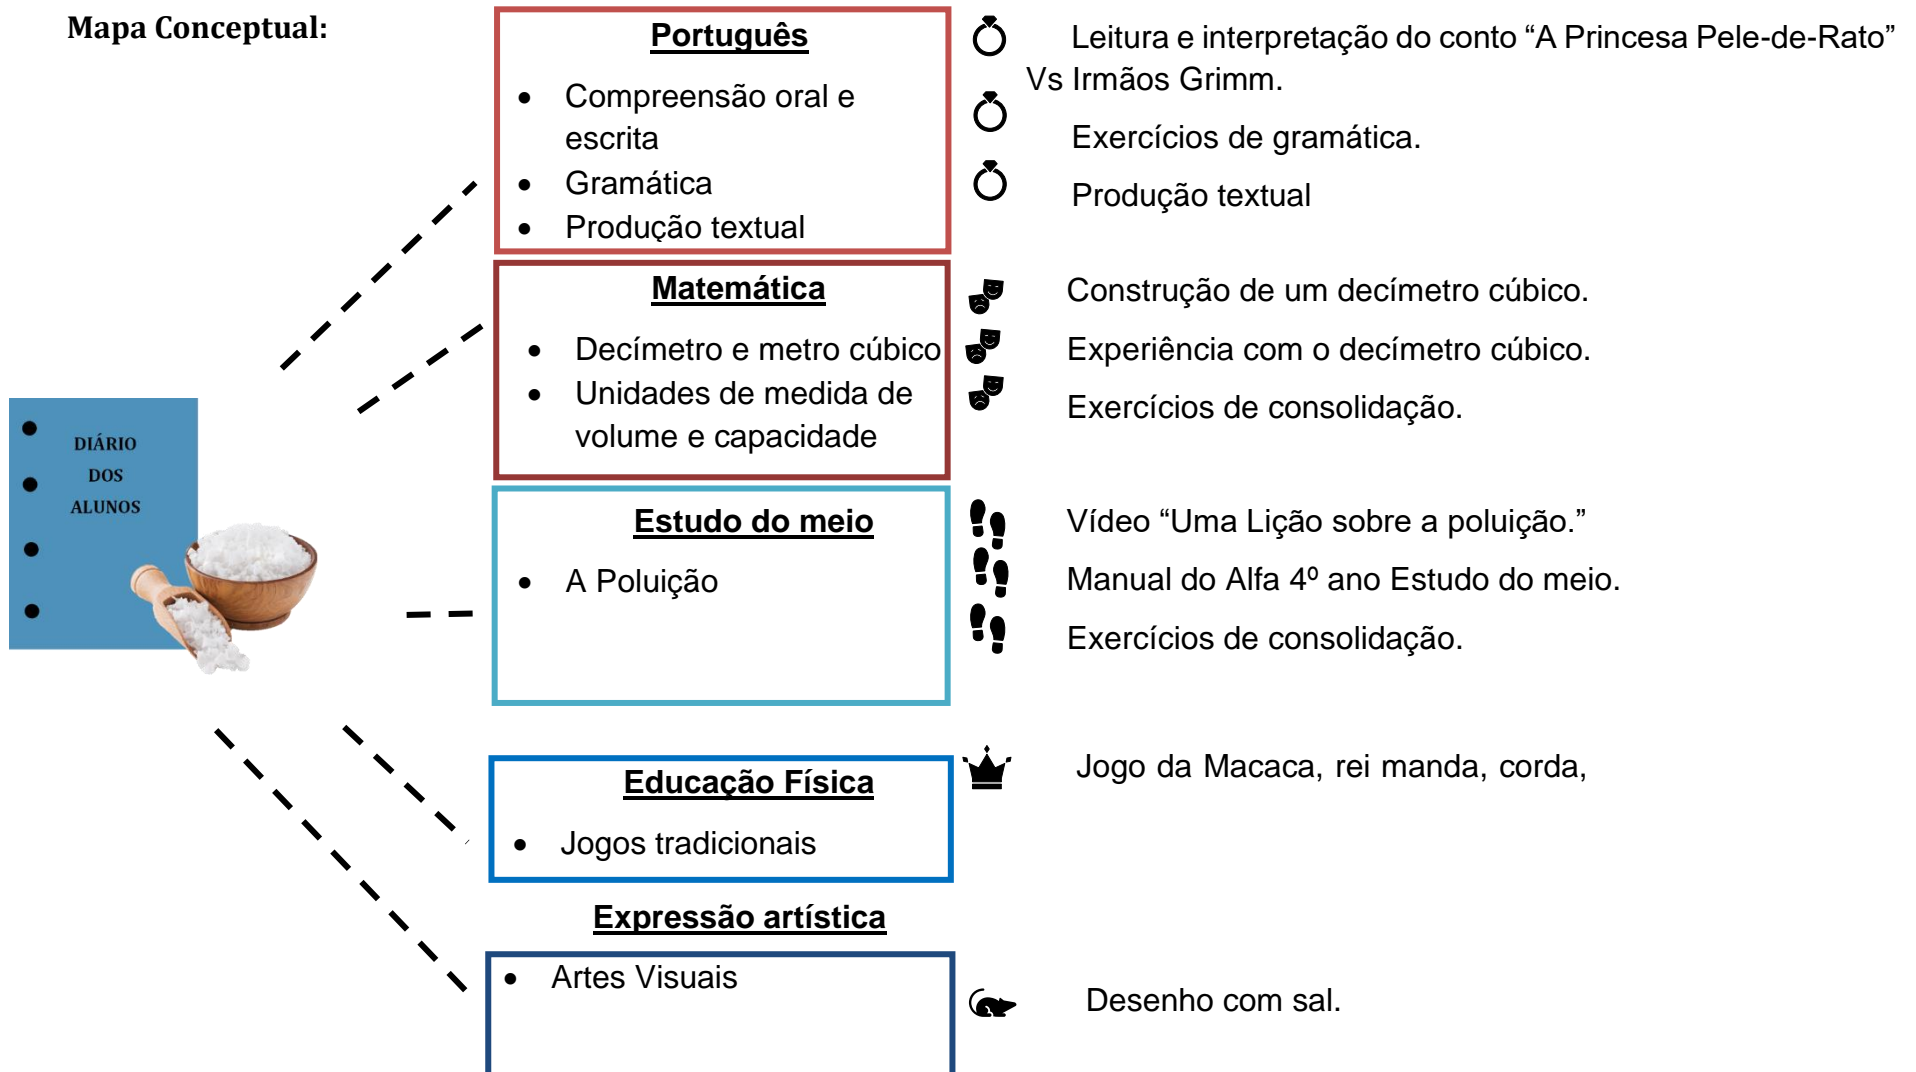 Mapa Conceptual:
Português
• Compreensão oral e
escrita
• Gramática
• Produção textual
Leitura e interpretação do conto “A Princesa Pele-de-Rato”
Vs Irmãos Grimm.
Exercícios de gramática.
Produção textual
Matemática
• Decímetro e metro cúbico
• Unidades de medida de
volume e capacidade
Construção de um decímetro cúbico.
Experiência com o decímetro cúbico.
Exercícios de consolidação.
DIÁRIO
DOS
ALUNOS
Estudo do meio
• A Poluição
Vídeo “Uma Lição sobre a poluição.”
Manual do Alfa 4º ano Estudo do meio.
Exercícios de consolidação.
Educação Física
• Jogos tradicionais
Jogo da Macaca, rei manda, corda,
Expressão artística
• Artes Visuais
Desenho com sal.